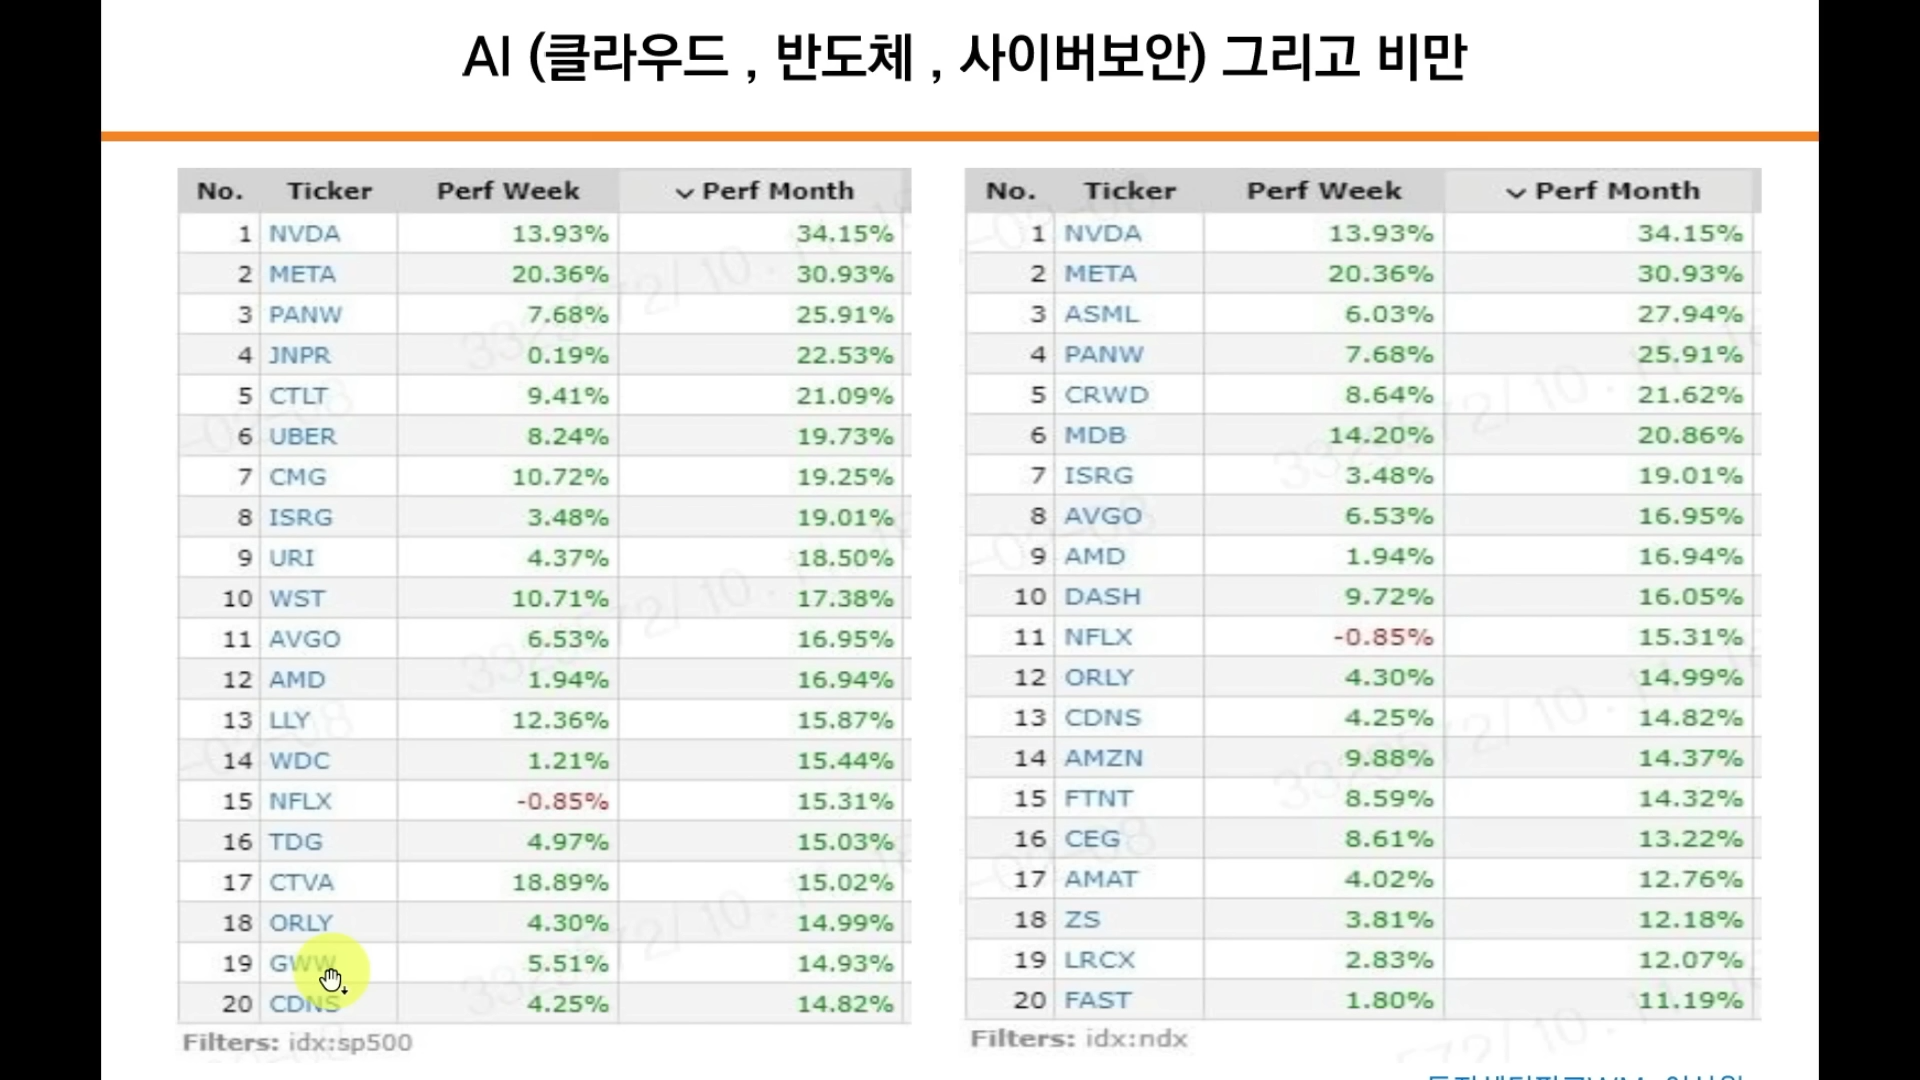 AI (클라우드 , 반도체 , 사이버보안) 그리고 비만
No. Ticker Perf Week Perf Month
1 NVDA 13.93% 34.15%
2 META 20.36% 30.93%
3 PANW 7.68% 25.91%
4 JNPR 0.19% 22.53%
5 CTLT 9.41% 21.09%
6 UBER 8.24% 19.73%
7 CMG 10.72% 19.25%
8 ISRG 3.48% 19.01%
9 URI 4.37% 18.50%
10 WST 10.71% 17.38%
11 AVGO 6.53% 16.95%
12 AMD 1.94% 16.94%
13 LLY 12.36% 15.87%
14 WDC 1.21% 15.44%
15 NFLX -0.85% 15.31%
16 TDG 4.97% 15.03%
17 CTVA 18.89% 15.02%
18 ORLY 4.30% 14.99%
19 GWW 5.51% 14.93%
20 CDNS 4.25% 14.82%
Filters: idx:sp500
No. Ticker Perf Week Perf Month
1 NVDA 13.93% 34.15%
2 META 20.36% 30.93%
3 ASML 6.03% 27.94%
4 PANW 7.68% 25.91%
5 CRWD 8.64% 21.62%
6 MDB 14.20% 20.86%
7 ISRG 3.48% 19.01%
8 AVGO 6.53% 16.95%
9 AMD 1.94% 16.94%
10 DASH 9.72% 16.05%
11 NFLX -0.85% 15.31%
12 ORLY 4.30% 14.99%
13 CDNS 4.25% 14.82%
14 AMZN 9.88% 14.37%
15 FTNT 8.59% 14.32%
16 CEG 8.61% 13.22%
17 AMAT 4.02% 12.76%
18 ZS 3.81% 12.18%
19 LRCX 2.83% 12.07%
20 FAST 1.80% 11.19%
Filters: idx:ndx